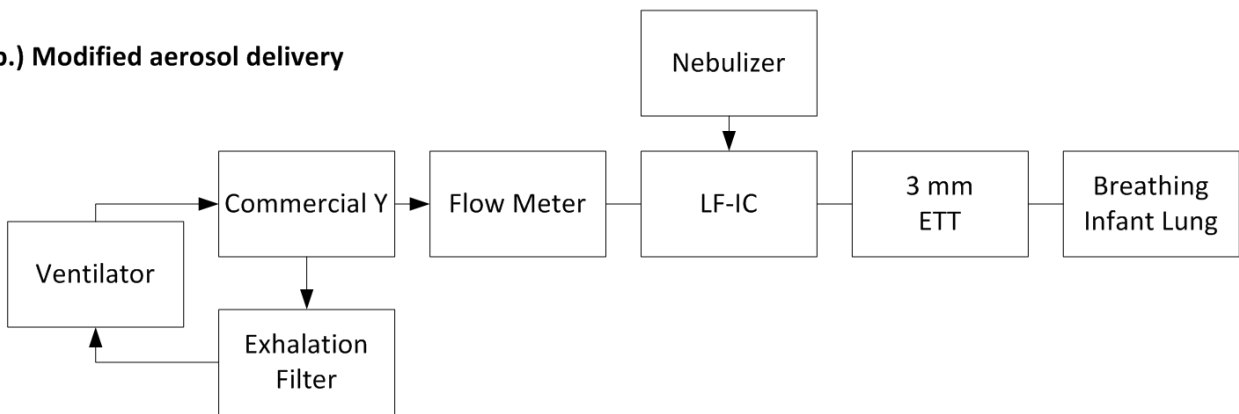 b.) Modified aerosol delivery
Nebulizer
Commercial Y
Flow Meter
LF-IC
3 mm
ETT
Breathing
Infant Lung
Ventilator
Exhalation
Filter